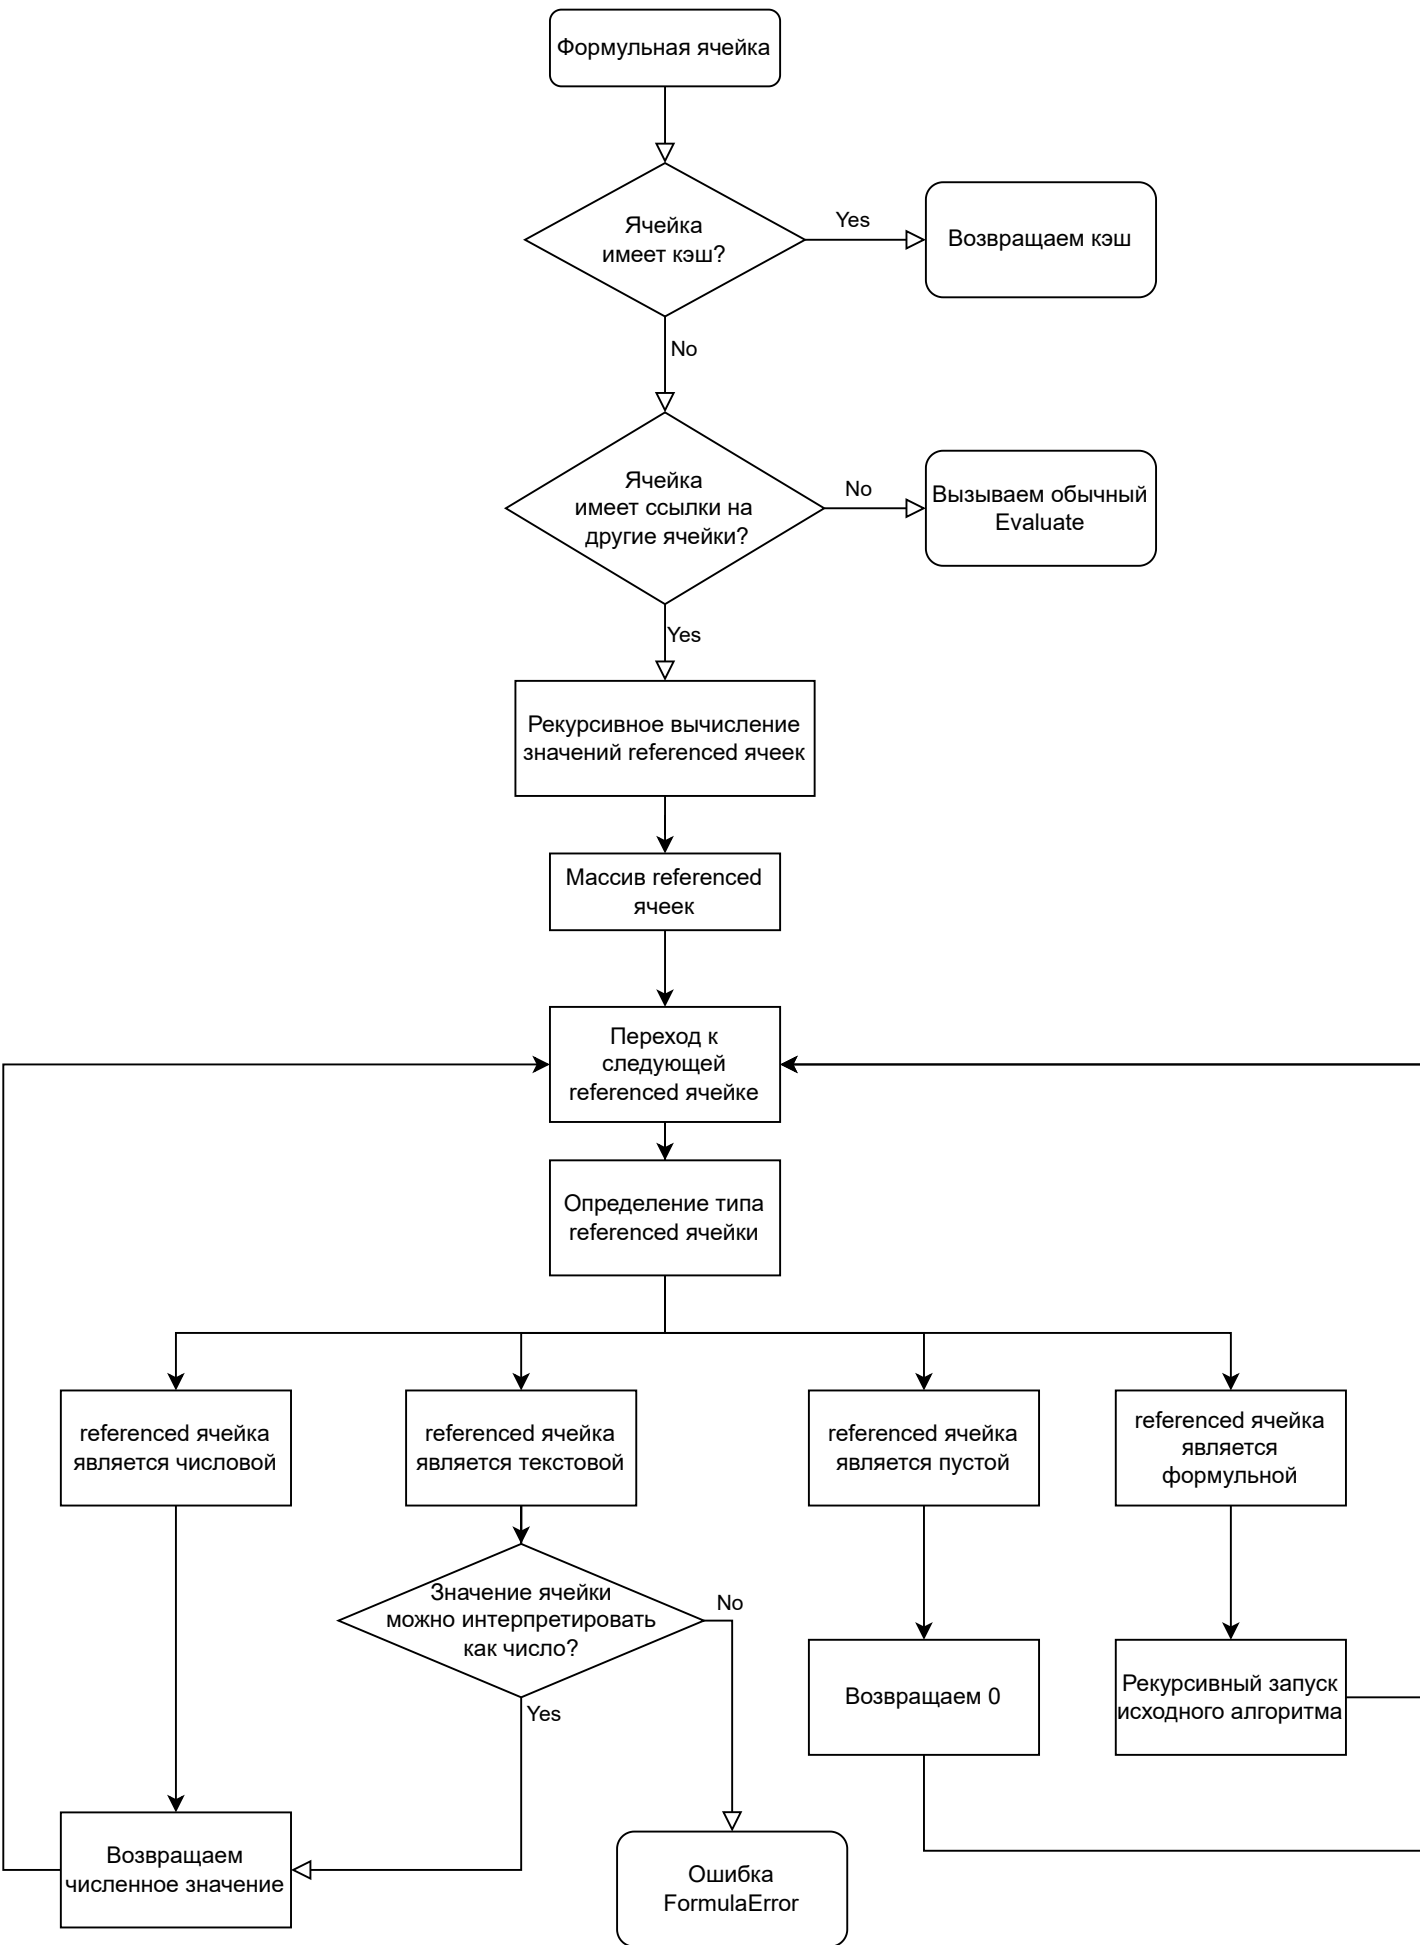 Формульная ячейка
Ячейка
имеет кэш?
Yes
Возвращаем кэш
No
Ячейка
имеет ссылки на
другие ячейки?
No
Вызываем обычный
Evaluate
Yes
Рекурсивное вычисление
значений referenced ячеек
Массив referenced
ячеек
Переход к
следующей
referenced ячейке
Определение типа
referenced ячейки
referenced ячейка
является числовой
referenced ячейка
является текстовой
referenced ячейка
является пустой
referenced ячейка
является
формульной
Значение ячейки
можно интерпретировать
как число?
No
Yes
Возвращаем 0
Рекурсивный запуск
исходного алгоритма
Возвращаем
численное значение
Ошибка
FormulaError